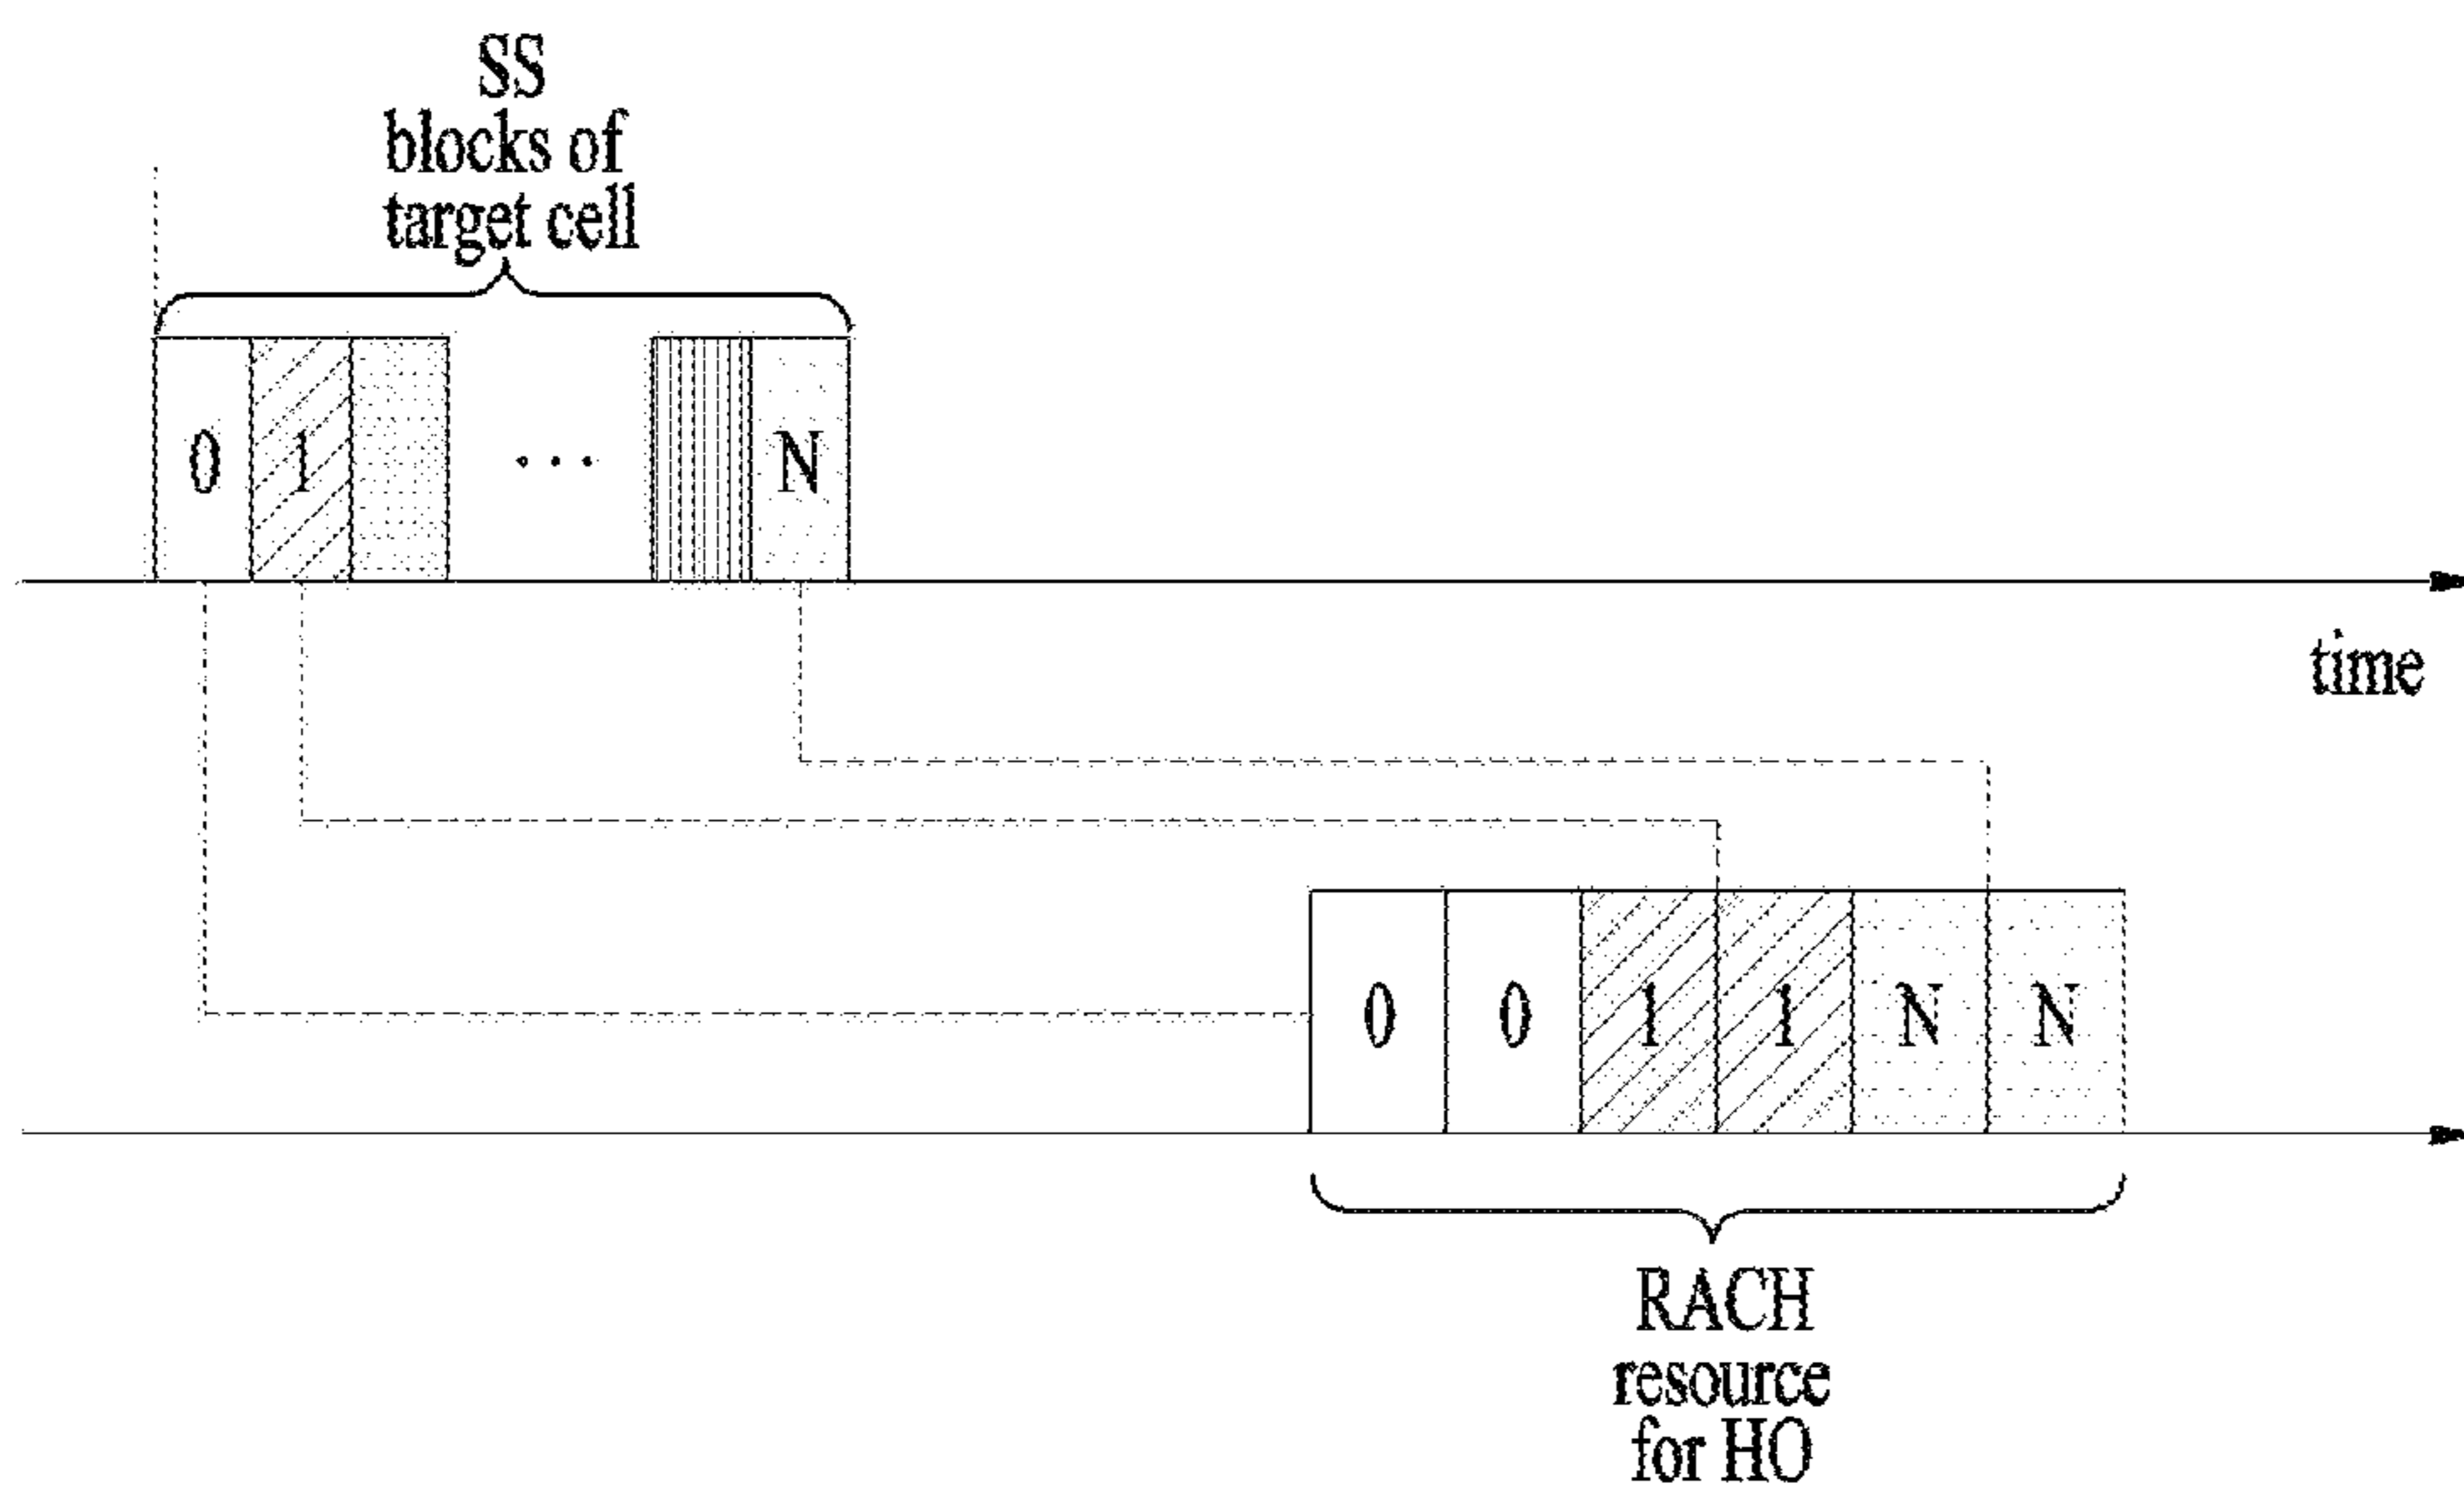 SS
blocks of
target cell
0 1 ... N
time
0 0 1 1 N N
RACH
resource
for HO